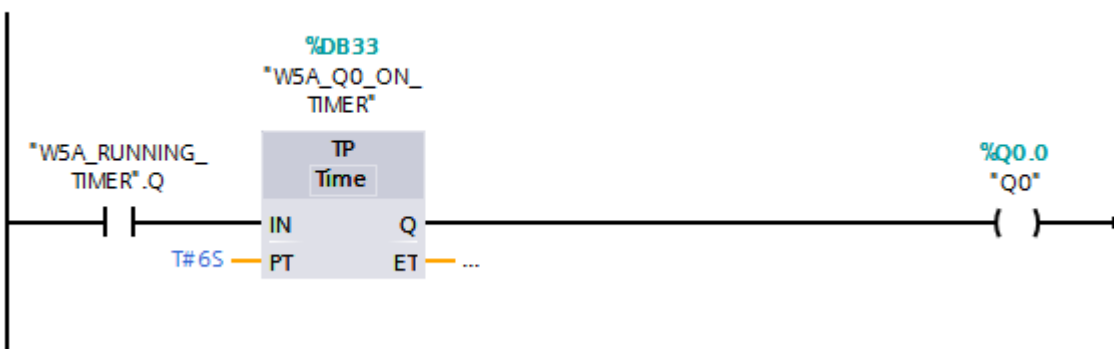 %DB33
"W5A_Q0_ON_
TIMER"
"W5A_RUNNING_
TIMER".Q
TP
Time
%Q0.0
"Q0"
IN
Q
T#6S
PT
ET
...